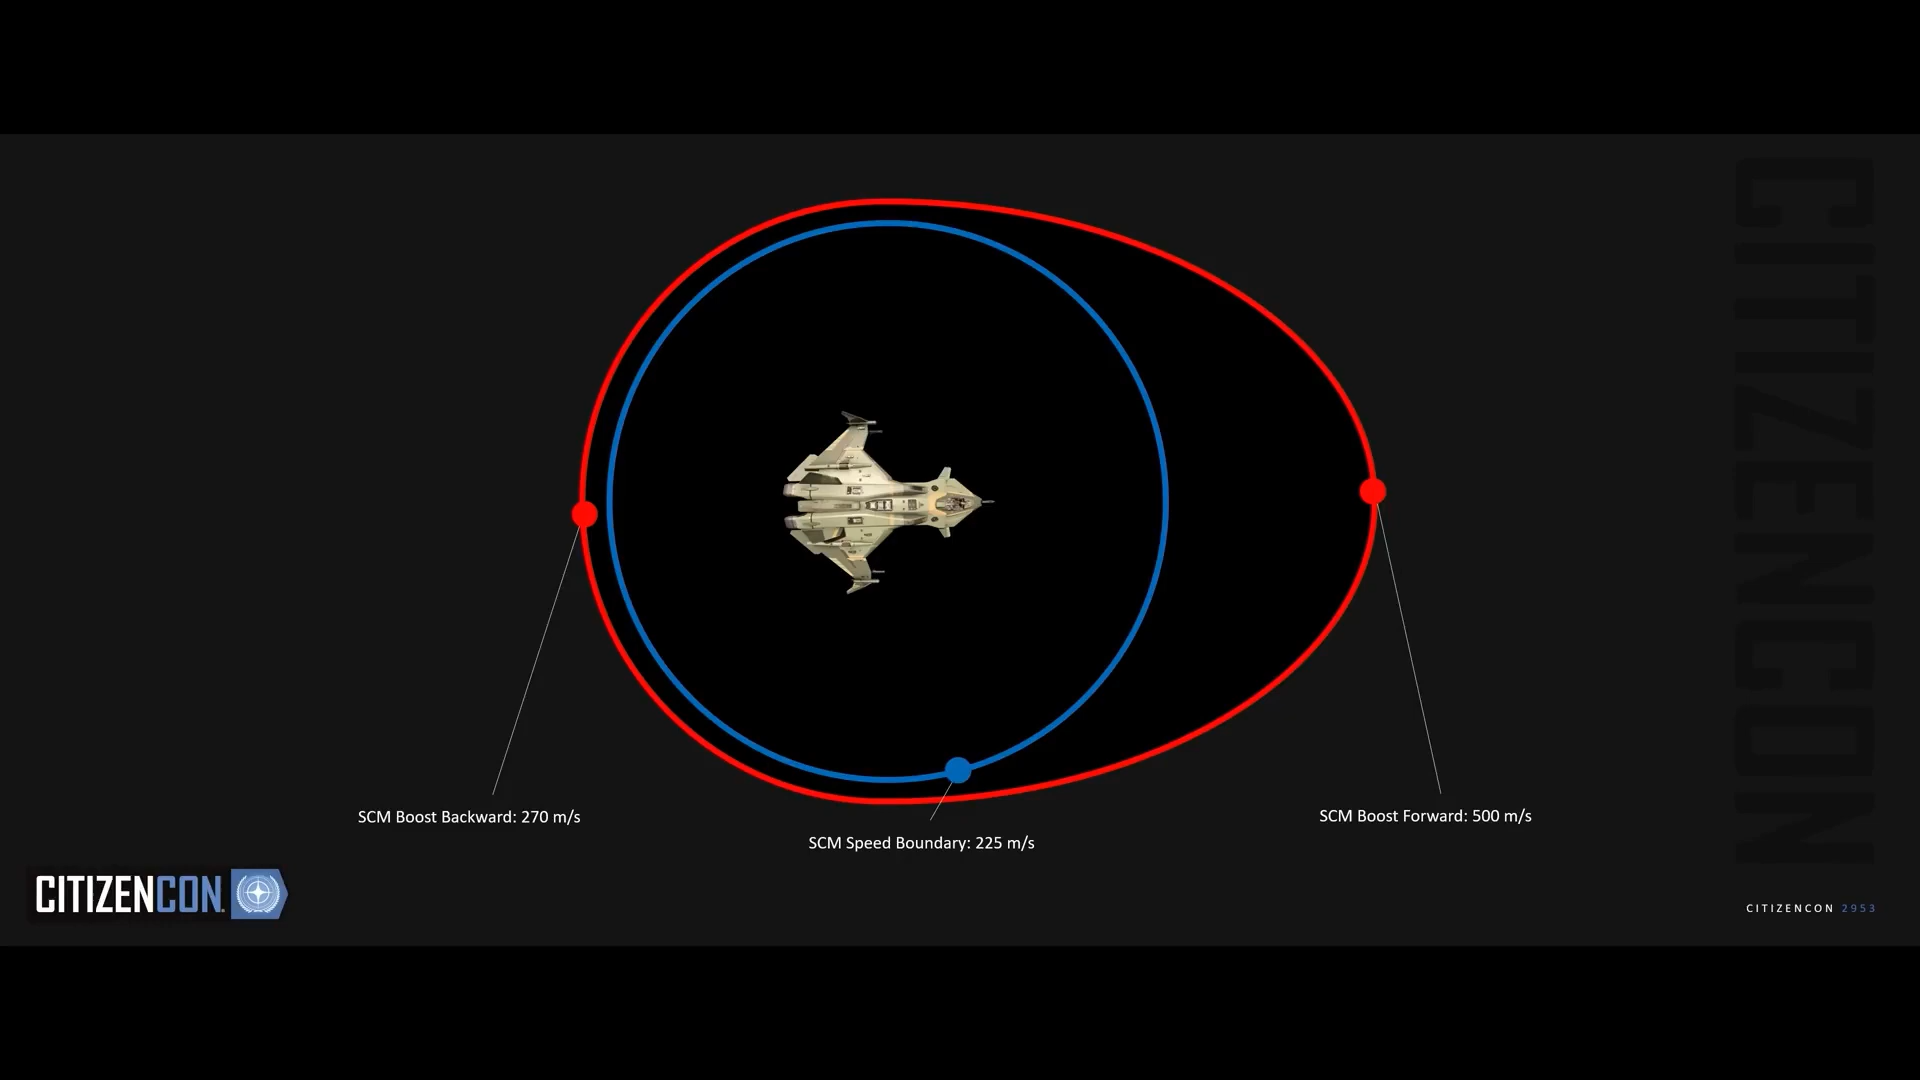 CITIZENCON
SCM Boost Backward: 270 m/s
SCM Boost Forward: 500 m/s
SCM Speed Boundary: 225 m/s
CITIZENCON
CITIZENCON 2953